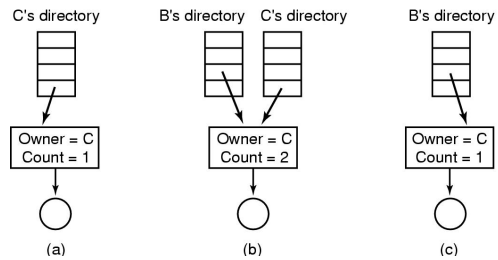 C's directory
Owner = C
Count = 1
(a)
B's directory
C's directory
Owner = C
Count = 2
(b)
B's directory
Owner = C
Count = 1
(c)